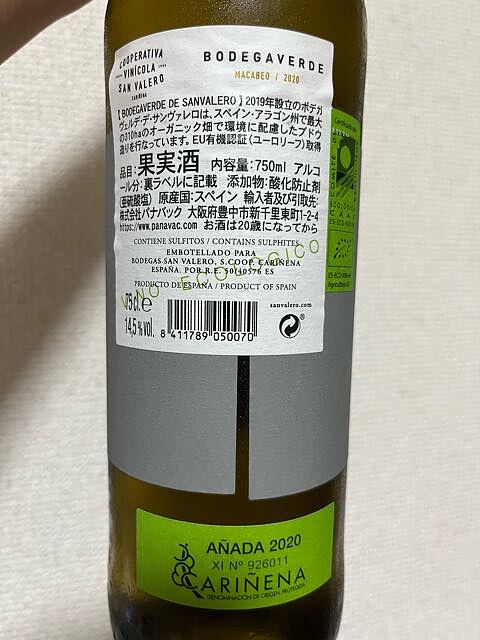 COOPERATIVA
VINÍCOLA
SAN VALERO
CARIÑENA
BODEGAVERDE
MACABEO / 2020
【BODEGAVERDE DE SANVALERO】2019年設立のボデガ
ヴェルデ・デ・サンヴァレロは、スペイン・アラゴン州で最大
の310haのオーガニック畑で環境に配慮したブドウ
造りを行なっています。EU有機認証（ユーロリーフ）取得
品目：果実酒 内容量：750ml アルコ
ール分：裏ラベルに記載 添加物：酸化防止剤
（亜硫酸塩） 原産国：スペイン 輸入者及び引取先：
株式会社パナバック 大阪府豊中市新千里東町1-2-4
https://www.panavac.com お酒は20歳になってから
CONTIENE SULFITOS / CONTAINS SULPHITES
EMBOTELLADO PARA
BODEGAS SAN VALERO, S.COOP. CARIÑENA
ESPAÑA. POR R.E. 50/40576 ES
PRODUCTO DE ESPAÑA / PRODUCT OF SPAIN
VINO ECOLÓGICO
75 cl. e
14,5% vol.
8 411789 050070
sanvalero.com
AÑADA 2020
XI Nº 926011
CARIÑENA
DENOMINACIÓN DE ORIGEN PROTEGIDA